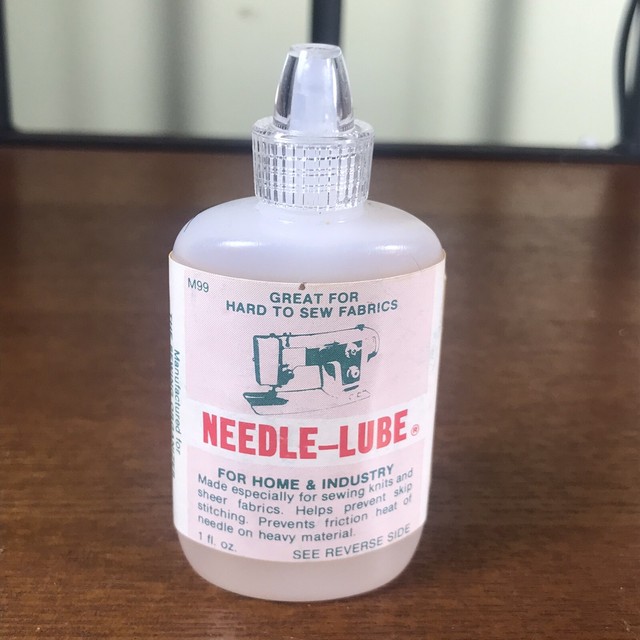 M99
GREAT FOR
HARD TO SEW FABRICS
NEEDLE-LUBE®
FOR HOME & INDUSTRY
Made especially for sewing knits and
sheer fabrics. Helps prevent skip
stitching. Prevents friction heat of
needle on heavy material.
1 fl. oz.
SEE REVERSE SIDE
Manufactured for